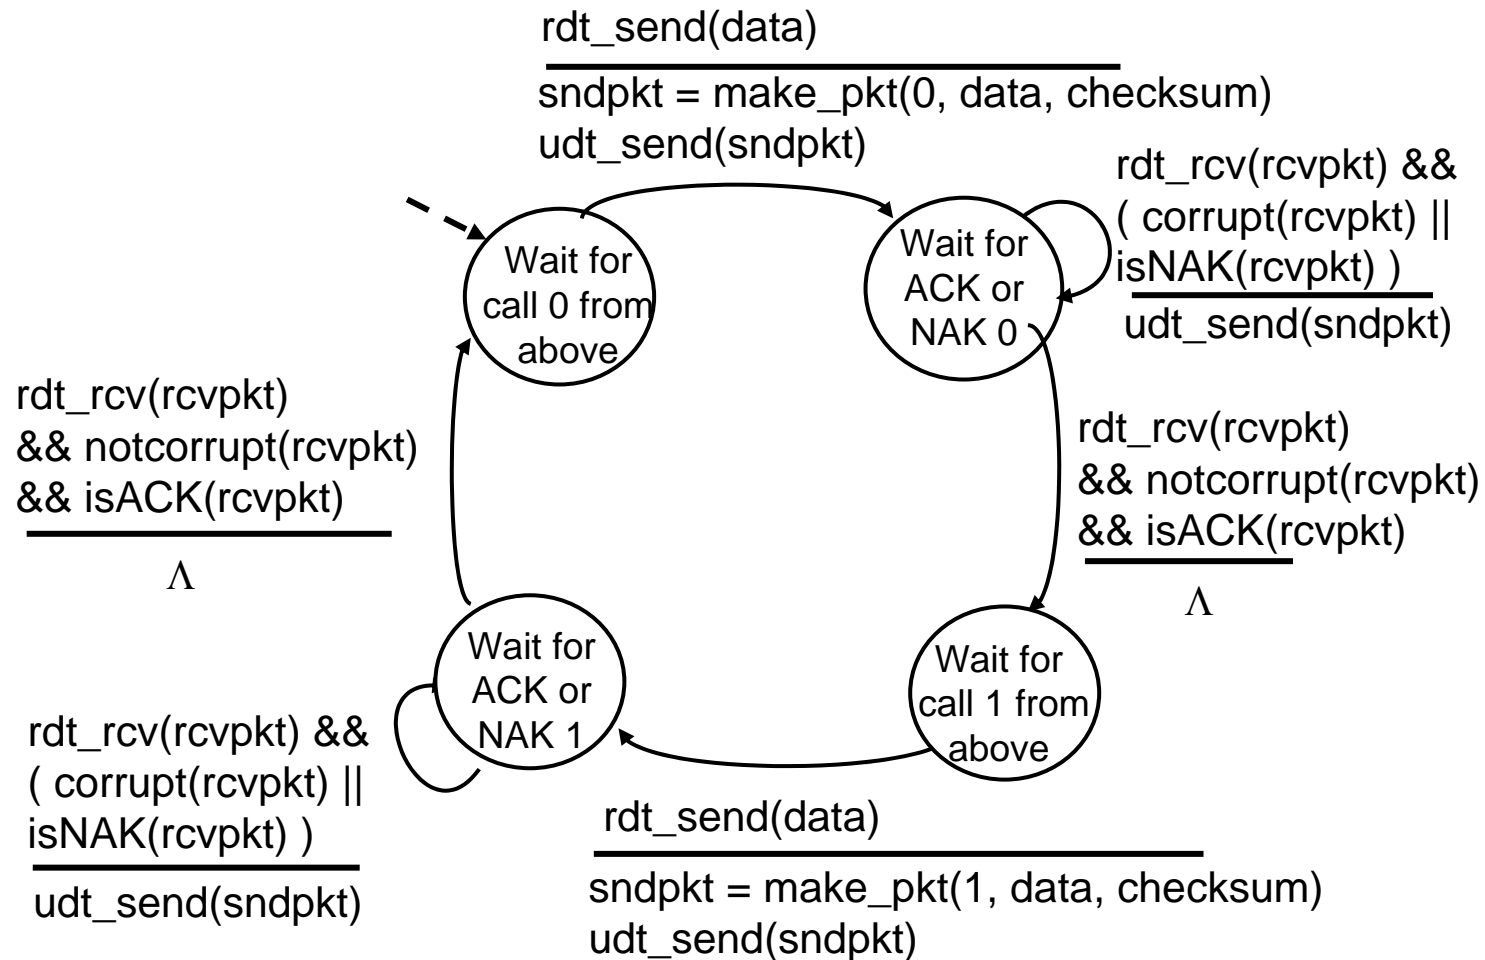 rdt_send(data)
sndpkt = make_pkt(0, data, checksum)
udt_send(sndpkt)
rdt_rcv(rcvpkt) &&
( corrupt(rcvpkt) ||
isNAK(rcvpkt) )
udt_send(sndpkt)
Wait for
call 0 from
above
Wait for
ACK or
NAK 0
rdt_rcv(rcvpkt)
&& notcorrupt(rcvpkt)
&& isACK(rcvpkt)
Λ
rdt_rcv(rcvpkt)
&& notcorrupt(rcvpkt)
&& isACK(rcvpkt)
Λ
Wait for
ACK or
NAK 1
Wait for
call 1 from
above
rdt_rcv(rcvpkt) &&
( corrupt(rcvpkt) ||
isNAK(rcvpkt) )
udt_send(sndpkt)
rdt_send(data)
sndpkt = make_pkt(1, data, checksum)
udt_send(sndpkt)